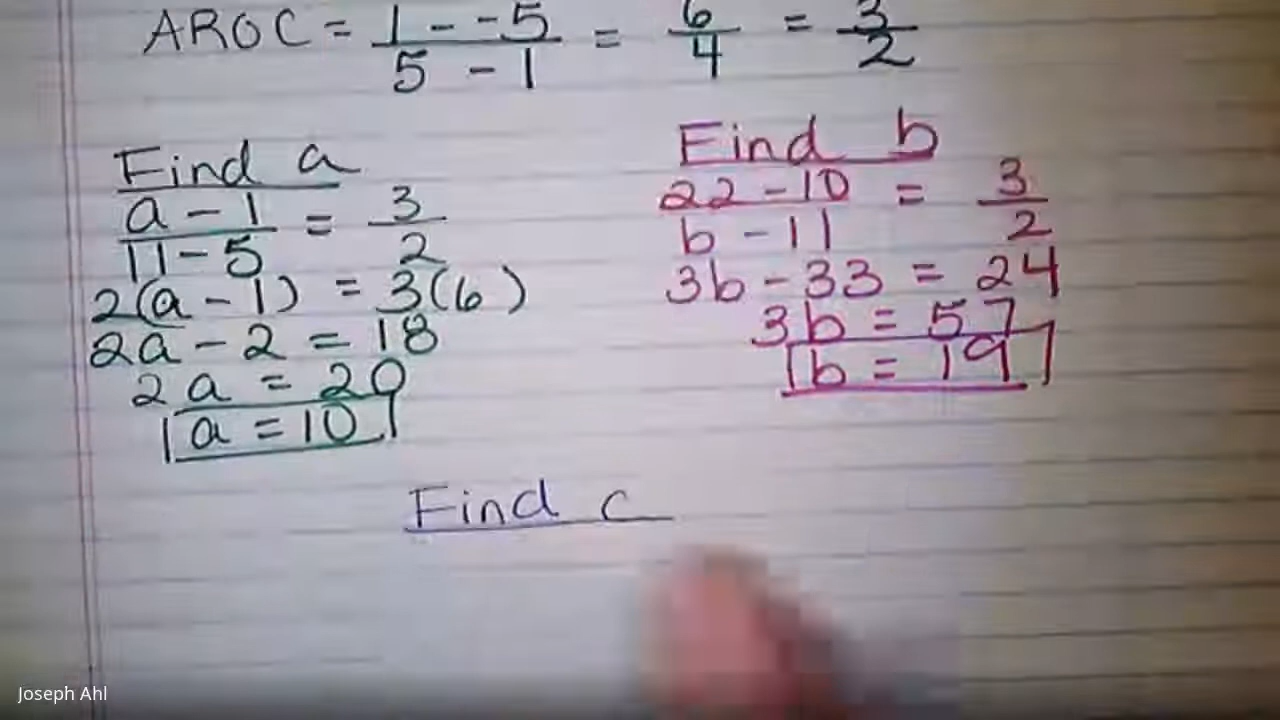 AROC = 1 - -5 / 5 - 1 = 6/4 = 3/2
Find a
a - 1 / 11 - 5 = 3/2
2(a - 1) = 3(6)
2a - 2 = 18
2a = 20
a = 10
Find b
22 - 10 / b - 11 = 3/2
3b - 33 = 24
3b = 57
b = 19
Find c
Joseph Ahl